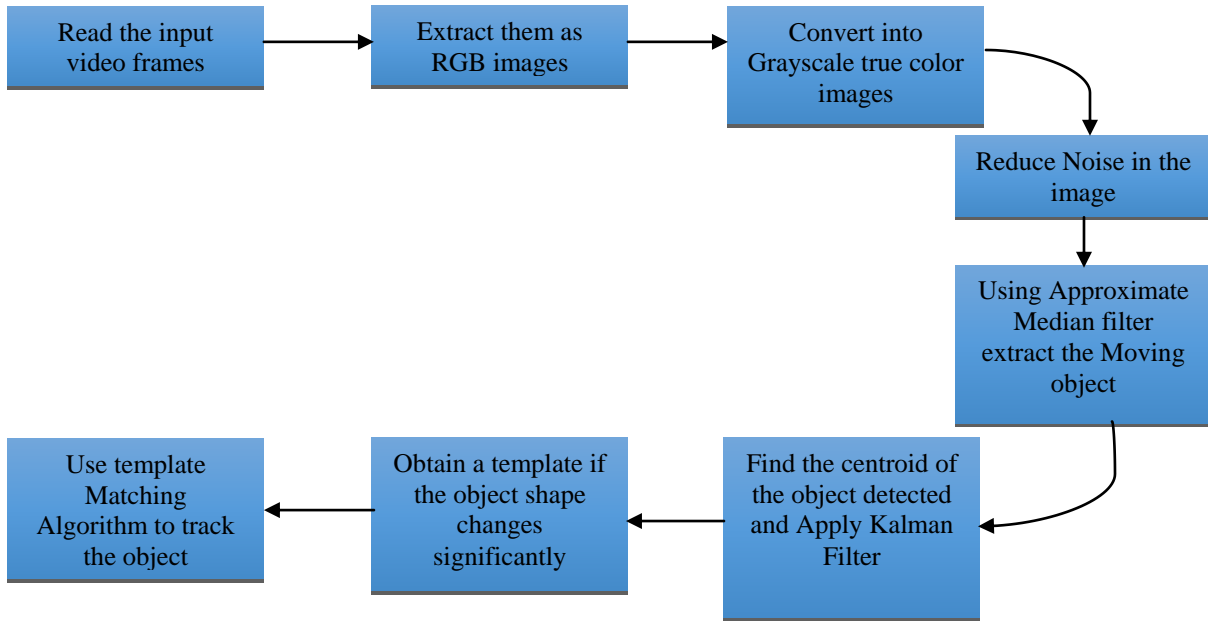 Read the input
video frames
Extract them as
RGB images
Convert into
Grayscale true color
images
Reduce Noise in the
image
Using Approximate
Median filter
extract the Moving
object
Find the centroid of
the object detected
and Apply Kalman
Filter
Obtain a template if
the object shape
changes
significantly
Use template
Matching
Algorithm to track
the object